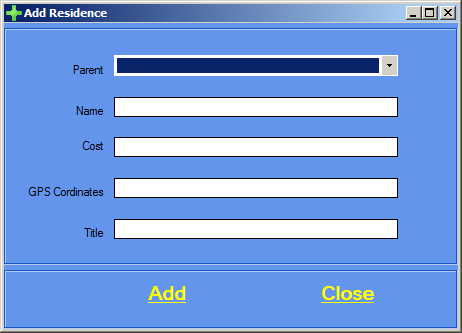 Add Residence
Parent
Name
Cost
GPS Cordinates
Title
Add Close